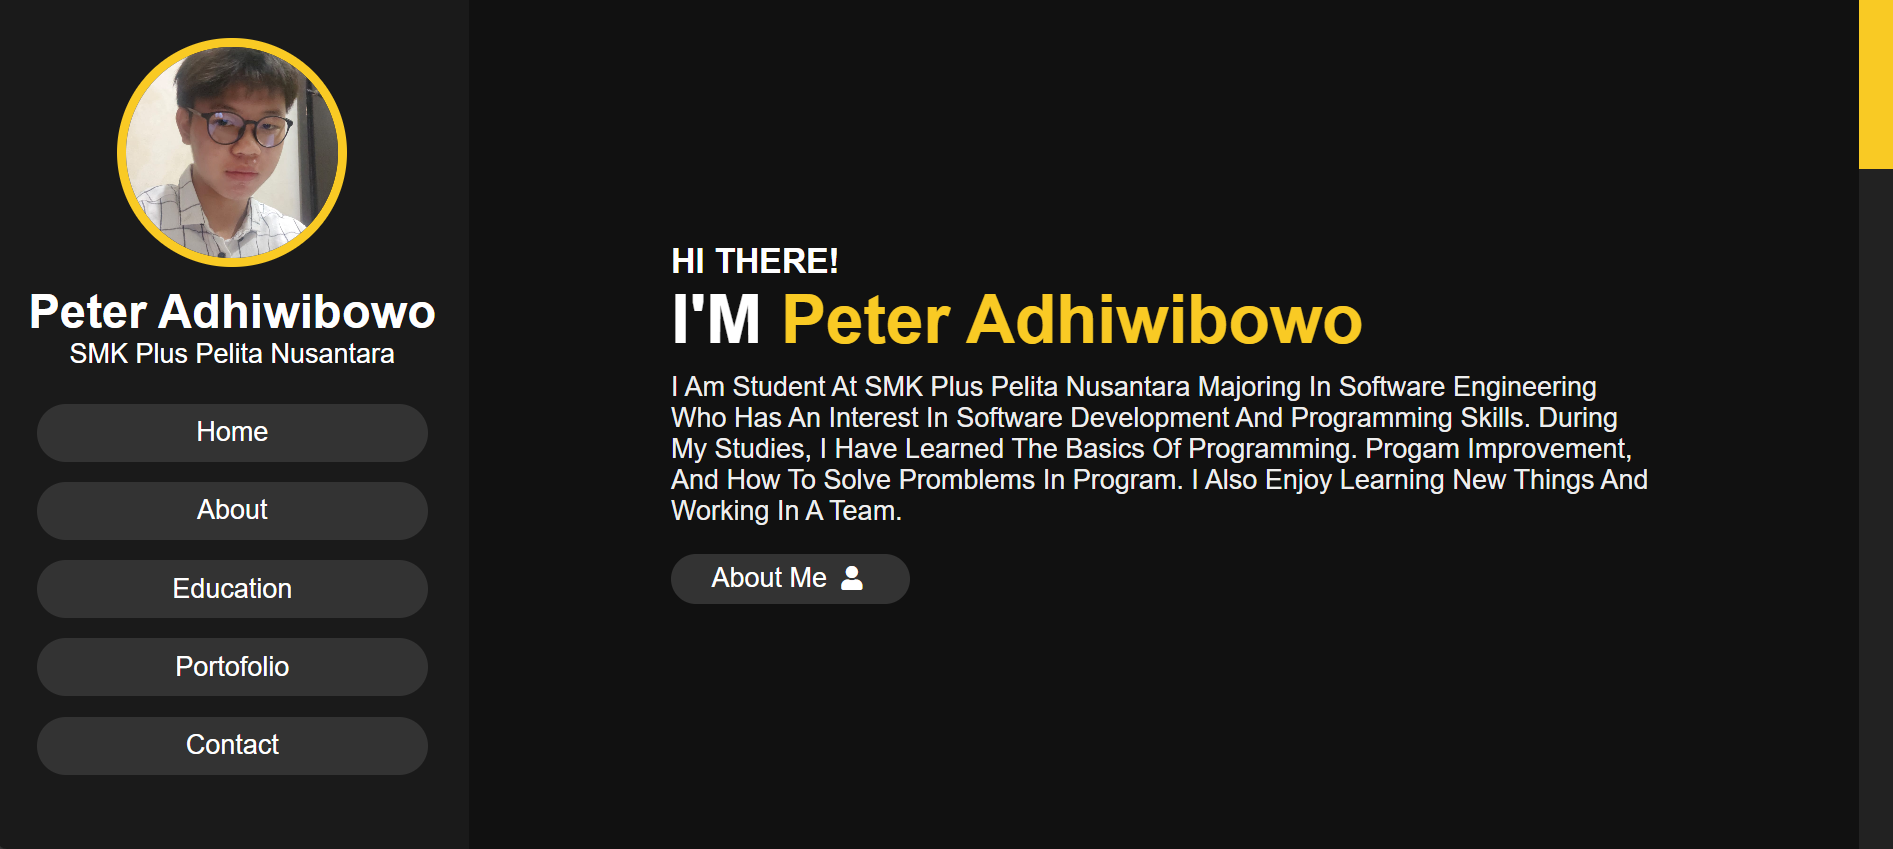 Peter Adhiwibowo
SMK Plus Pelita Nusantara
Home
About
Education
Portofolio
Contact
HI THERE!
I'M Peter Adhiwibowo
I Am Student At SMK Plus Pelita Nusantara Majoring In Software Engineering
Who Has An Interest In Software Development And Programming Skills. During
My Studies, I Have Learned The Basics Of Programming. Progam Improvement,
And How To Solve Promblems In Program. I Also Enjoy Learning New Things And
Working In A Team.
About Me